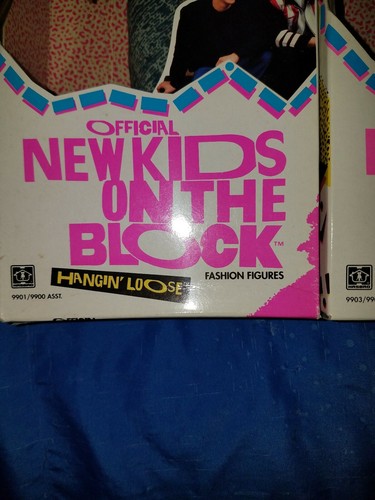 OFFICIAL
NEW KIDS
ON THE
BLOCK™
HANGIN' LOOSE
FASHION FIGURES
9901/9900 ASST.
9903/99